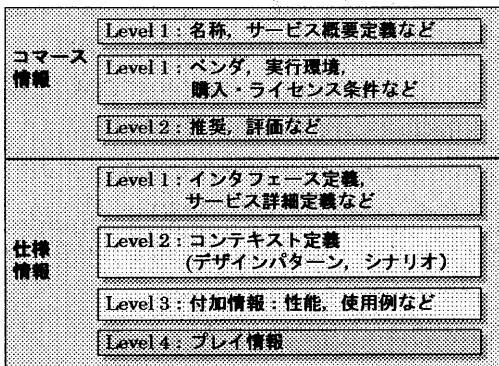 コマース
情報
Level 1：名称，サービス概要定義など
Level 1：ベンダ，実行環境，
購入・ライセンス条件など
Level 2：推奨，評価など
仕様
情報
Level 1：インタフェース定義，
サービス詳細定義など
Level 2：コンテキスト定義
(デザインパターン，シナリオ)
Level 3：付加情報：性能，使用例など
Level 4：プレイ情報